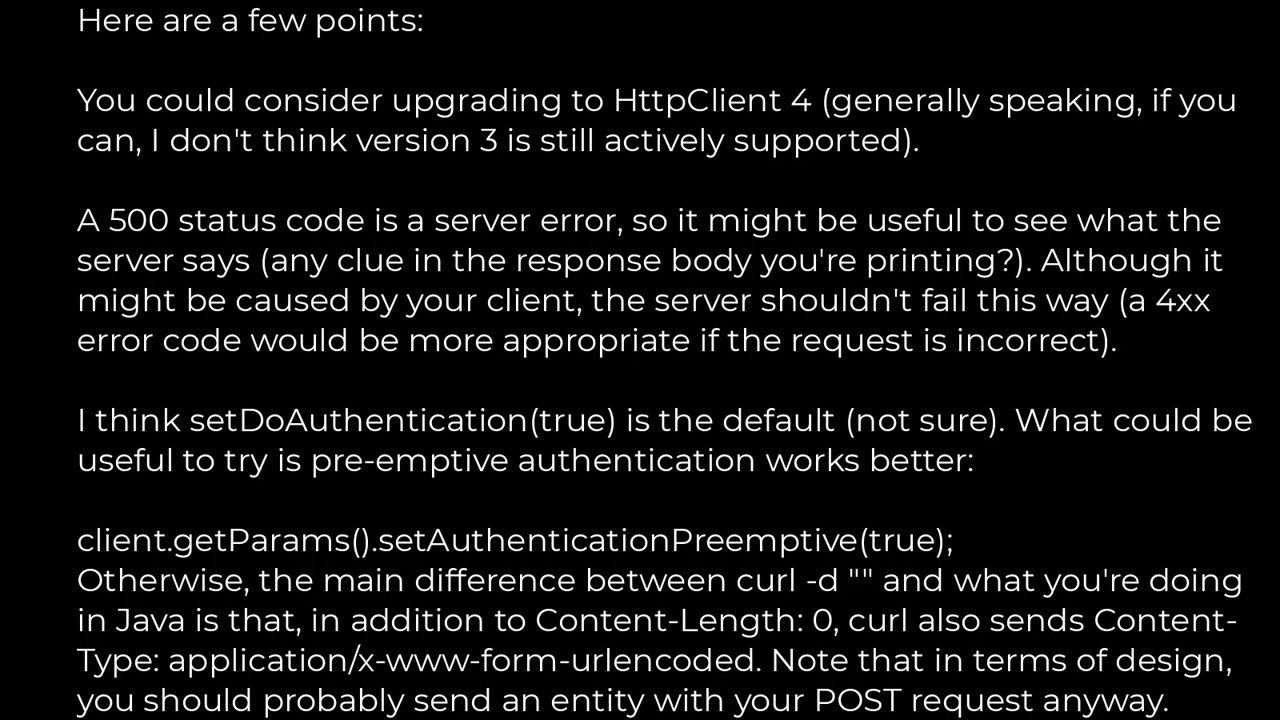 Here are a few points:
You could consider upgrading to HttpClient 4 (generally speaking, if you
can, I don't think version 3 is still actively supported).
A 500 status code is a server error, so it might be useful to see what the
server says (any clue in the response body you're printing?). Although it
might be caused by your client, the server shouldn't fail this way (a 4xx
error code would be more appropriate if the request is incorrect).
I think setDoAuthentication(true) is the default (not sure). What could be
useful to try is pre-emptive authentication works better:
client.getParams().setAuthenticationPreemptive(true);
Otherwise, the main difference between curl -d "" and what you're doing
in Java is that, in addition to Content-Length: 0, curl also sends Content-
Type: application/x-www-form-urlencoded. Note that in terms of design,
you should probably send an entity with your POST request anyway.